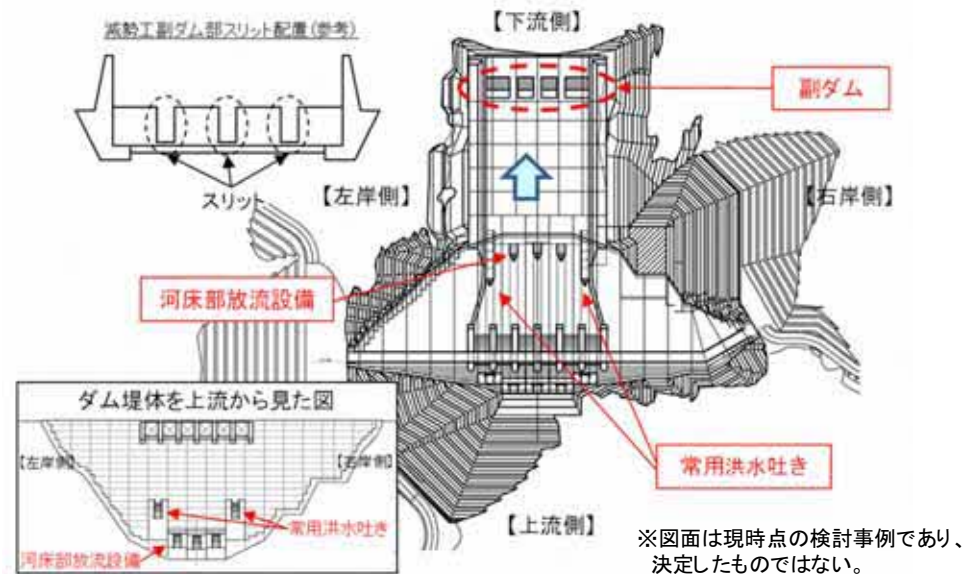 減勢工副ダム部スリット配置(参考)
スリット
【下流側】
副ダム
【左岸側】
【右岸側】
河床部放流設備
常用洪水吐き
【上流側】
ダム堤体を上流から見た図
【左岸側】
【右岸側】
常用洪水吐き
河床部放流設備
※図面は現時点の検討事例であり、
決定したものではない。